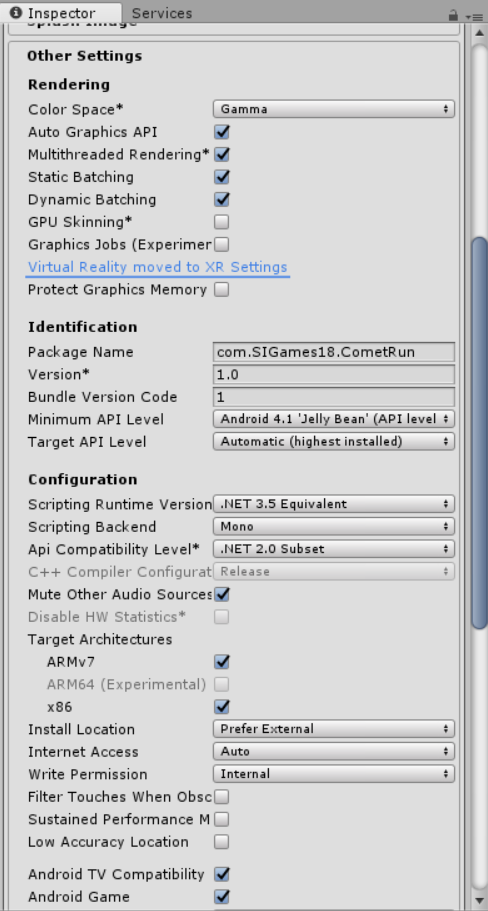 Inspector Services
Splash Image
Other Settings
Rendering
Color Space* Gamma
Auto Graphics API
Multithreaded Rendering*
Static Batching
Dynamic Batching
GPU Skinning*
Graphics Jobs (Experimer
Virtual Reality moved to XR Settings
Protect Graphics Memory
Identification
Package Name com.SIGames18.CometRun
Version* 1.0
Bundle Version Code 1
Minimum API Level Android 4.1 'Jelly Bean' (API level
Target API Level Automatic (highest installed)
Configuration
Scripting Runtime Version .NET 3.5 Equivalent
Scripting Backend Mono
Api Compatibility Level* .NET 2.0 Subset
C++ Compiler Configurat Release
Mute Other Audio Sources
Disable HW Statistics*
Target Architectures
ARMv7
ARM64 (Experimental)
x86
Install Location Prefer External
Internet Access Auto
Write Permission Internal
Filter Touches When Obsc
Sustained Performance M
Low Accuracy Location
Android TV Compatibility
Android Game